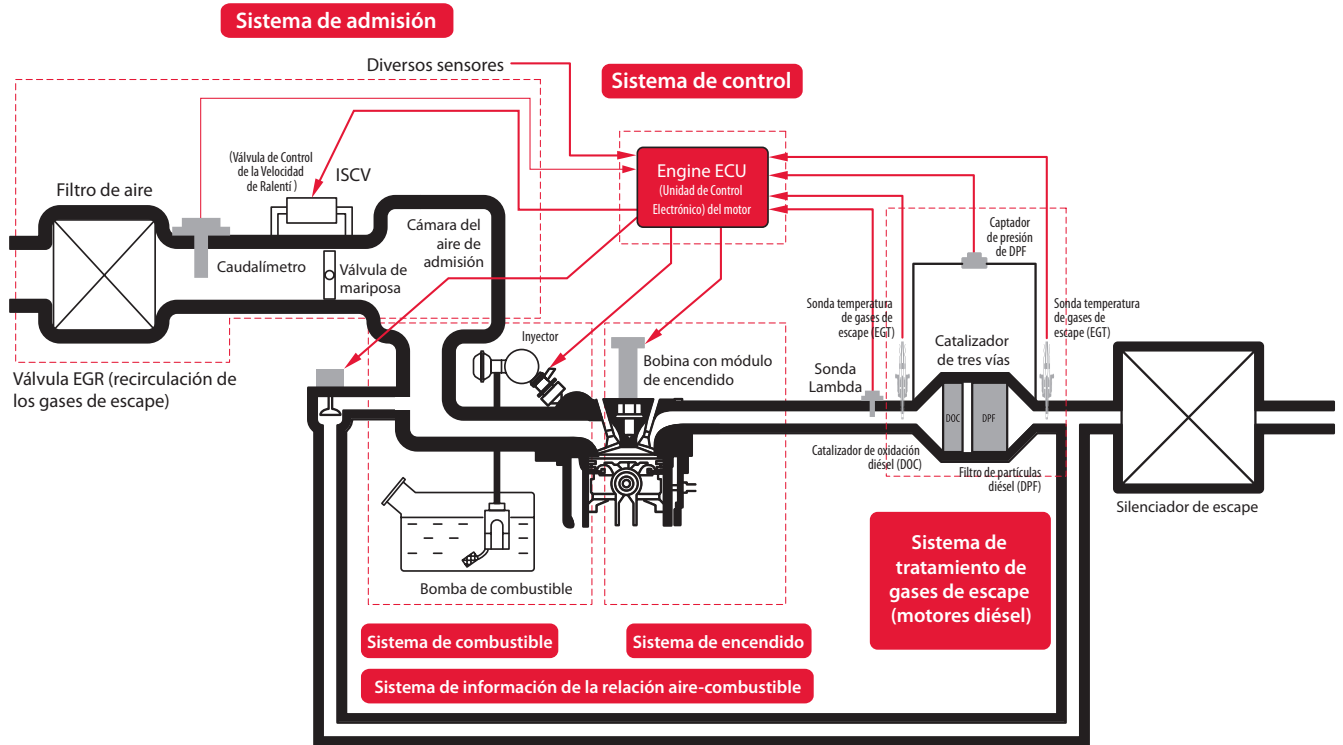 Sistema de admisión
Diversos sensores
Sistema de control
(Válvula de Control
de la Velocidad
de Ralentí )
ISCV
Engine ECU
(Unidad de Control
Electrónico) del motor
Filtro de aire
Cámara del
aire de
admisión
Caudalímetro
Válvula de
mariposa
Captador
de presión
de DPF
Sonda temperatura
de gases de
escape (EGT)
Sonda temperatura
de gases de
escape (EGT)
Inyector
Bobina con módulo
de encendido
Catalizador
de tres vías
Sonda
Lambda
Válvula EGR (recirculación de
los gases de escape)
DOC
DPF
Catalizador de oxidación
diésel (DOC)
Filtro de partículas
diésel (DPF)
Silenciador de escape
Bomba de combustible
Sistema de
tratamiento de
gases de escape
(motores diésel)
Sistema de combustible
Sistema de encendido
Sistema de información de la relación aire-combustible